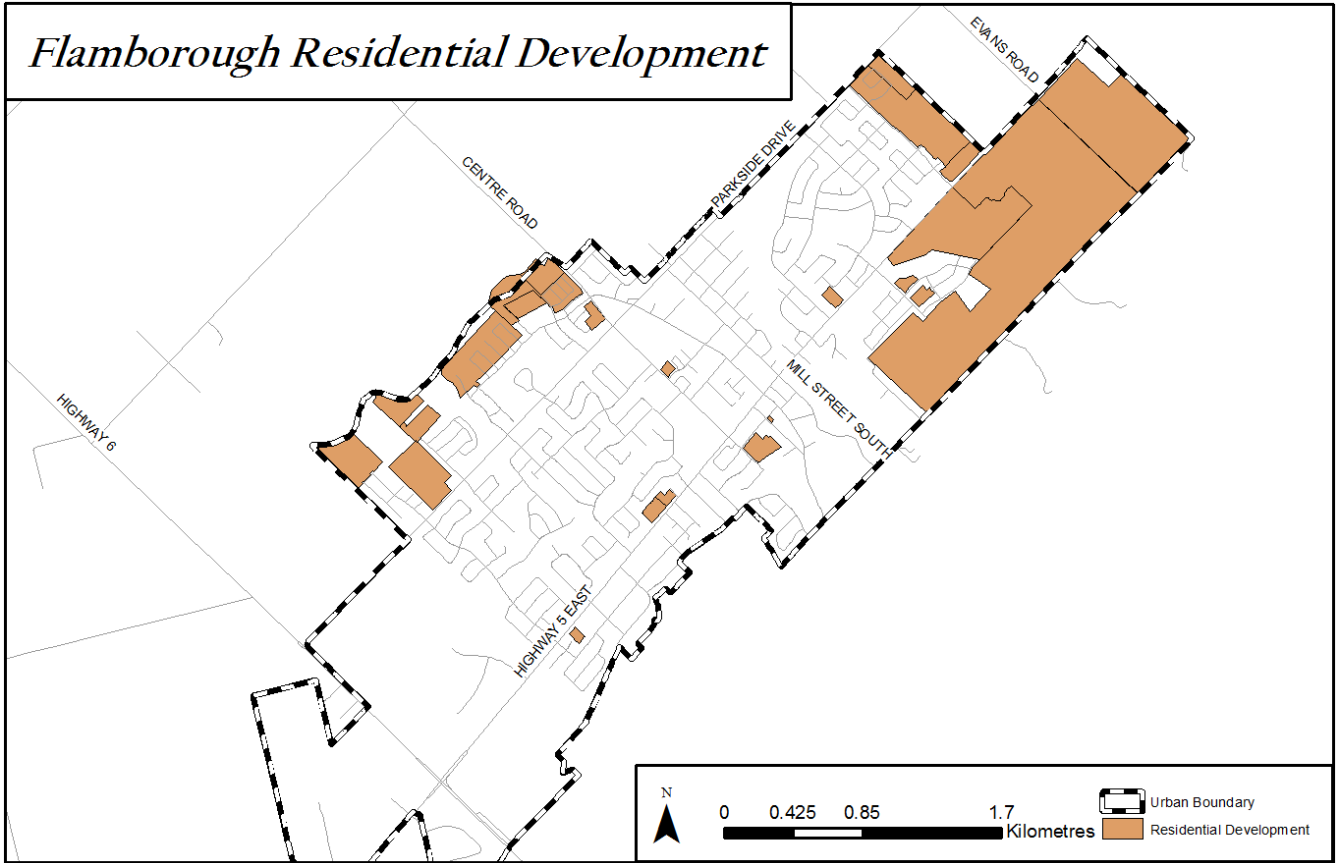 Flamborough Residential Development
EVANS ROAD
PARKSIDE DRIVE
CENTRE ROAD
HIGHWAY 6
MILL STREET SOUTH
HIGHWAY 5 EAST
N
0 0.425 0.85 1.7
Kilometres
Urban Boundary
Residential Development